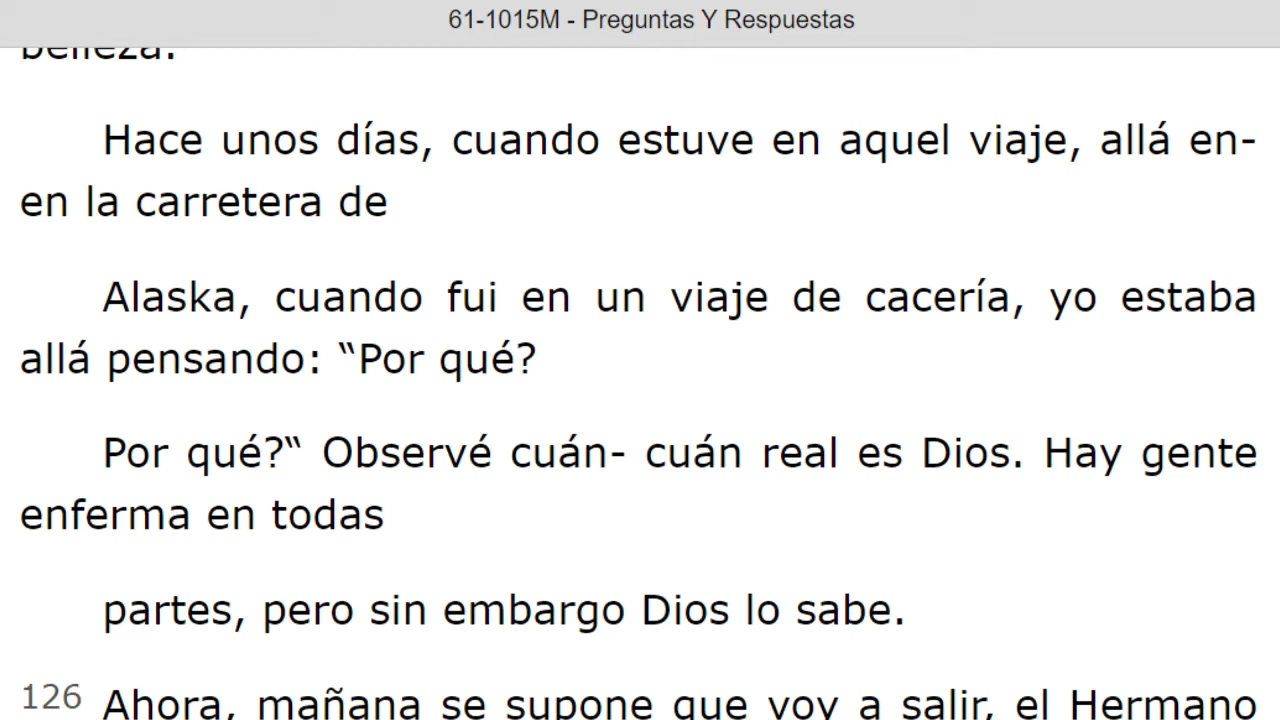 61-1015M - Preguntas Y Respuestas
belleza.
Hace unos días, cuando estuve en aquel viaje, allá en-
en la carretera de
Alaska, cuando fui en un viaje de cacería, yo estaba
allá pensando: “Por qué?
Por qué?“ Observé cuán- cuán real es Dios. Hay gente
enferma en todas
partes, pero sin embargo Dios lo sabe.
126 Ahora, mañana se supone que voy a salir, el Hermano